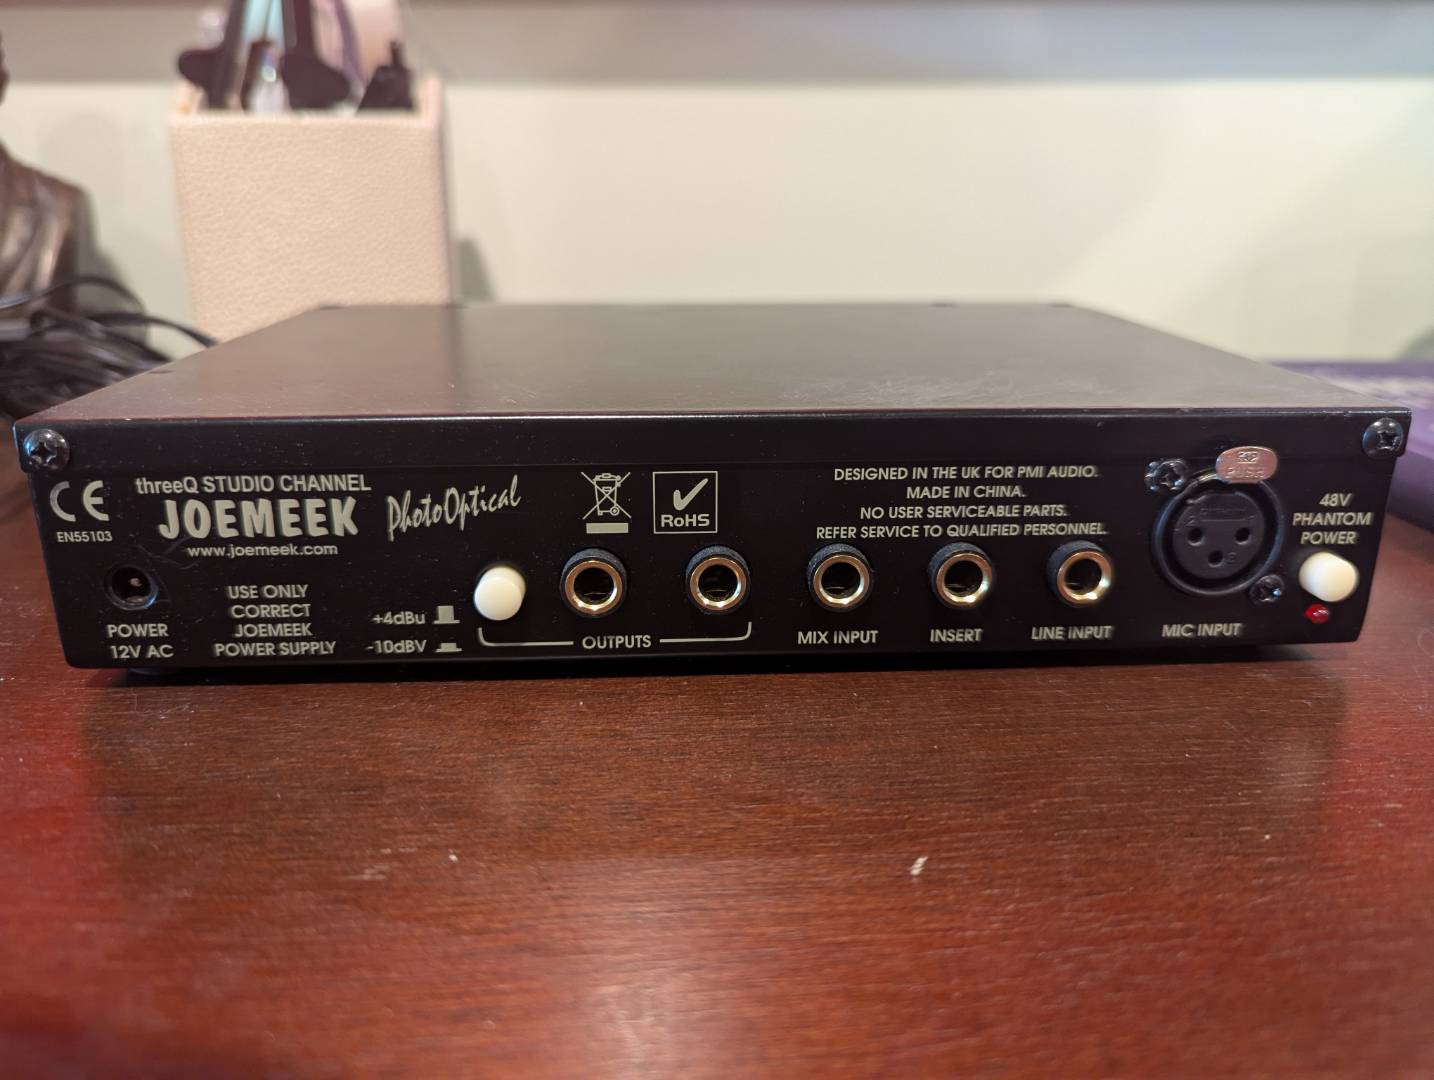 CE
EN55103
threeQ STUDIO CHANNEL
JOEMEEK
www.joemeek.com
PhotoOptical
RoHS
DESIGNED IN THE UK FOR PMI AUDIO.
MADE IN CHINA.
NO USER SERVICEABLE PARTS.
REFER SERVICE TO QUALIFIED PERSONNEL.
PUSH
48V
PHANTOM
POWER
POWER
12V AC
USE ONLY
CORRECT
JOEMEEK
POWER SUPPLY
+4dBu
-10dBV
OUTPUTS
MIX INPUT
INSERT
LINE INPUT
MIC INPUT